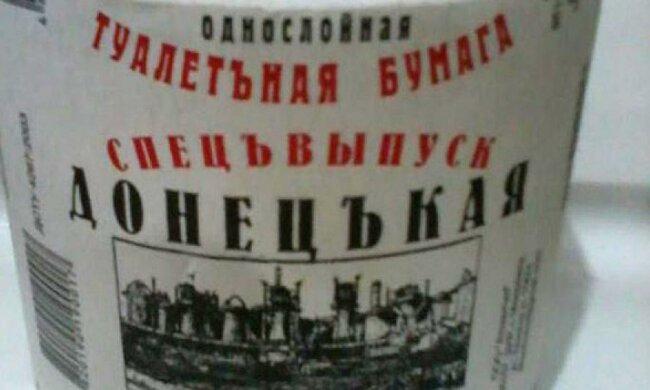 ОДНОСЛОЙНАЯ
ТУАЛЕТЪНАЯ БУМАГА
СПЕЦЪВЫПУСК
ДОНЕЦЪКАЯ